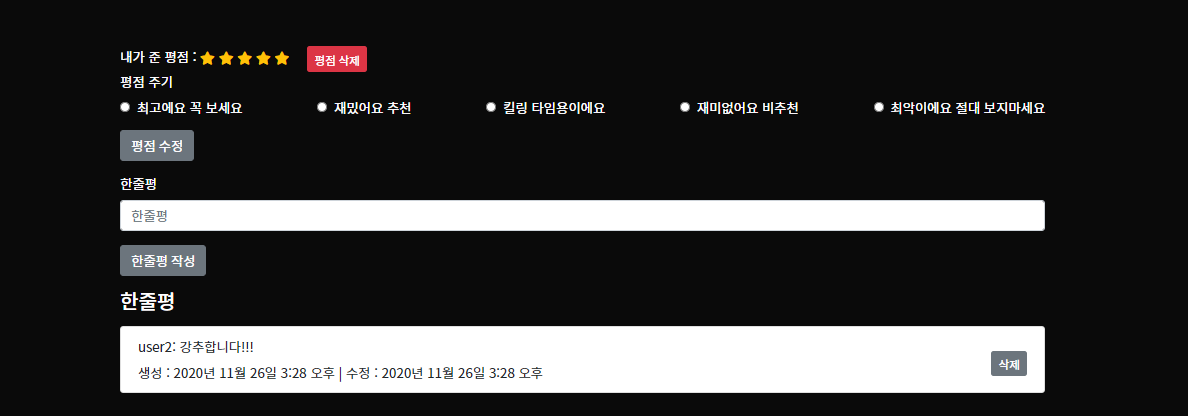 내가 준 평점 : 평점 삭제
평점 주기
최고에요 꼭 보세요 재밌어요 추천 킬링 타임용이에요 재미없어요 비추천 최악이에요 절대 보지마세요
평점 수정
한줄평
한줄평
한줄평 작성
한줄평
user2: 강추합니다!!!
생성 : 2020년 11월 26일 3:28 오후 | 수정 : 2020년 11월 26일 3:28 오후 삭제